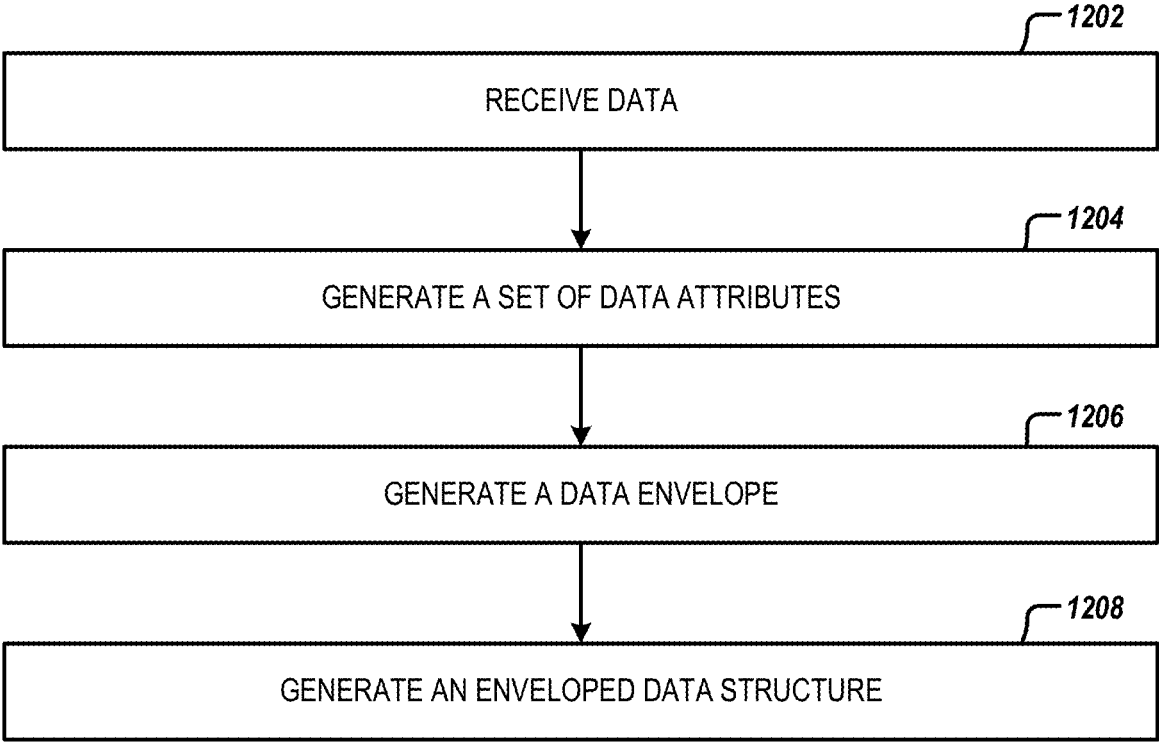 1202
RECEIVE DATA
1204
GENERATE A SET OF DATA ATTRIBUTES
1206
GENERATE A DATA ENVELOPE
1208
GENERATE AN ENVELOPED DATA STRUCTURE